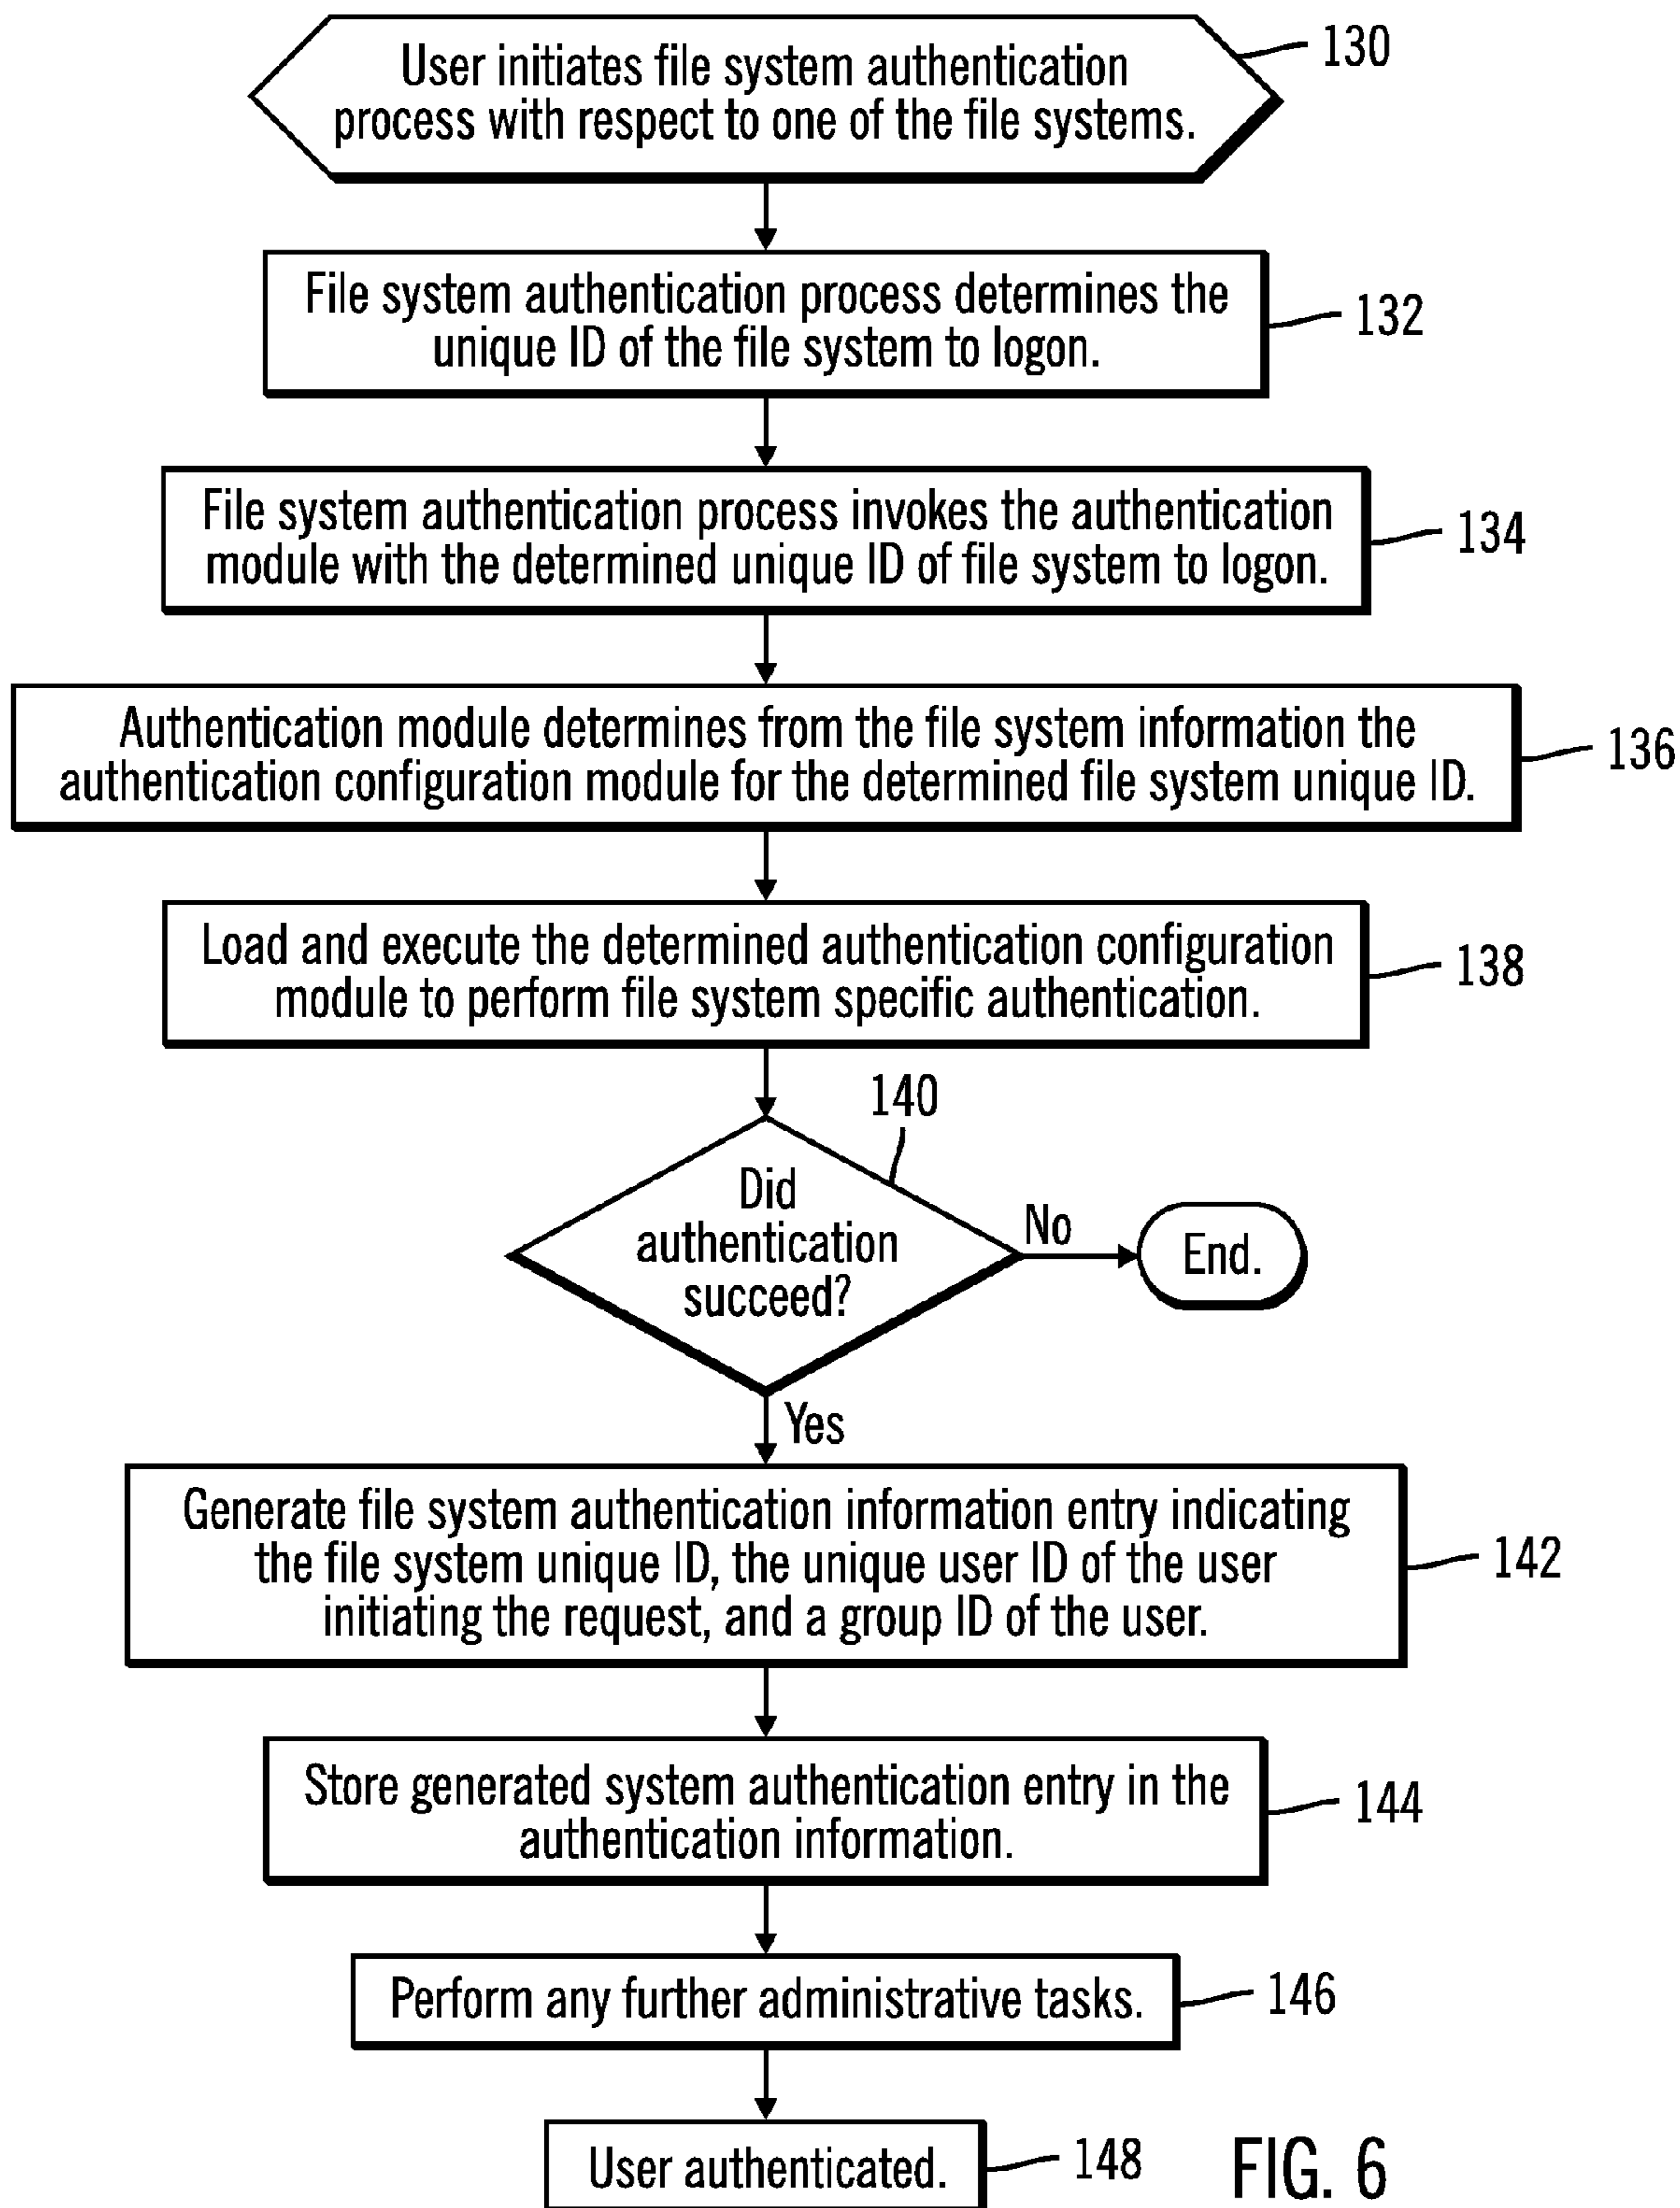 User initiates file system authentication
process with respect to one of the file systems.
130
File system authentication process determines the
unique ID of the file system to logon.
132
File system authentication process invokes the authentication
module with the determined unique ID of file system to logon.
134
Authentication module determines from the file system information the
authentication configuration module for the determined file system unique ID.
136
Load and execute the determined authentication configuration
module to perform file system specific authentication.
138
140
Did
authentication
succeed?
No
End.
Yes
Generate file system authentication information entry indicating
the file system unique ID, the unique user ID of the user
initiating the request, and a group ID of the user.
142
Store generated system authentication entry in the
authentication information.
144
Perform any further administrative tasks.
146
User authenticated.
148
FIG. 6